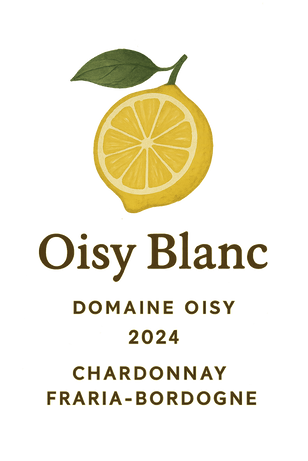 Oisy Blanc
DOMAINE OISY
2024
CHARDONNAY
FRARIA-BORDOGNE